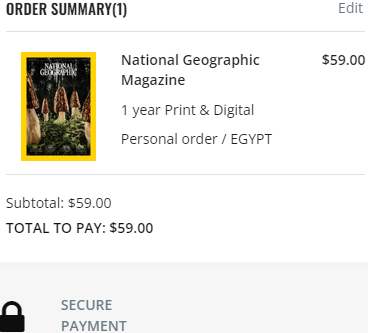 ORDER SUMMARY(1)
Edit
NATIONAL
GEOGRAPHIC
National Geographic
Magazine
$59.00
1 year Print & Digital
Personal order / EGYPT
Subtotal: $59.00
TOTAL TO PAY: $59.00
SECURE
PAYMENT